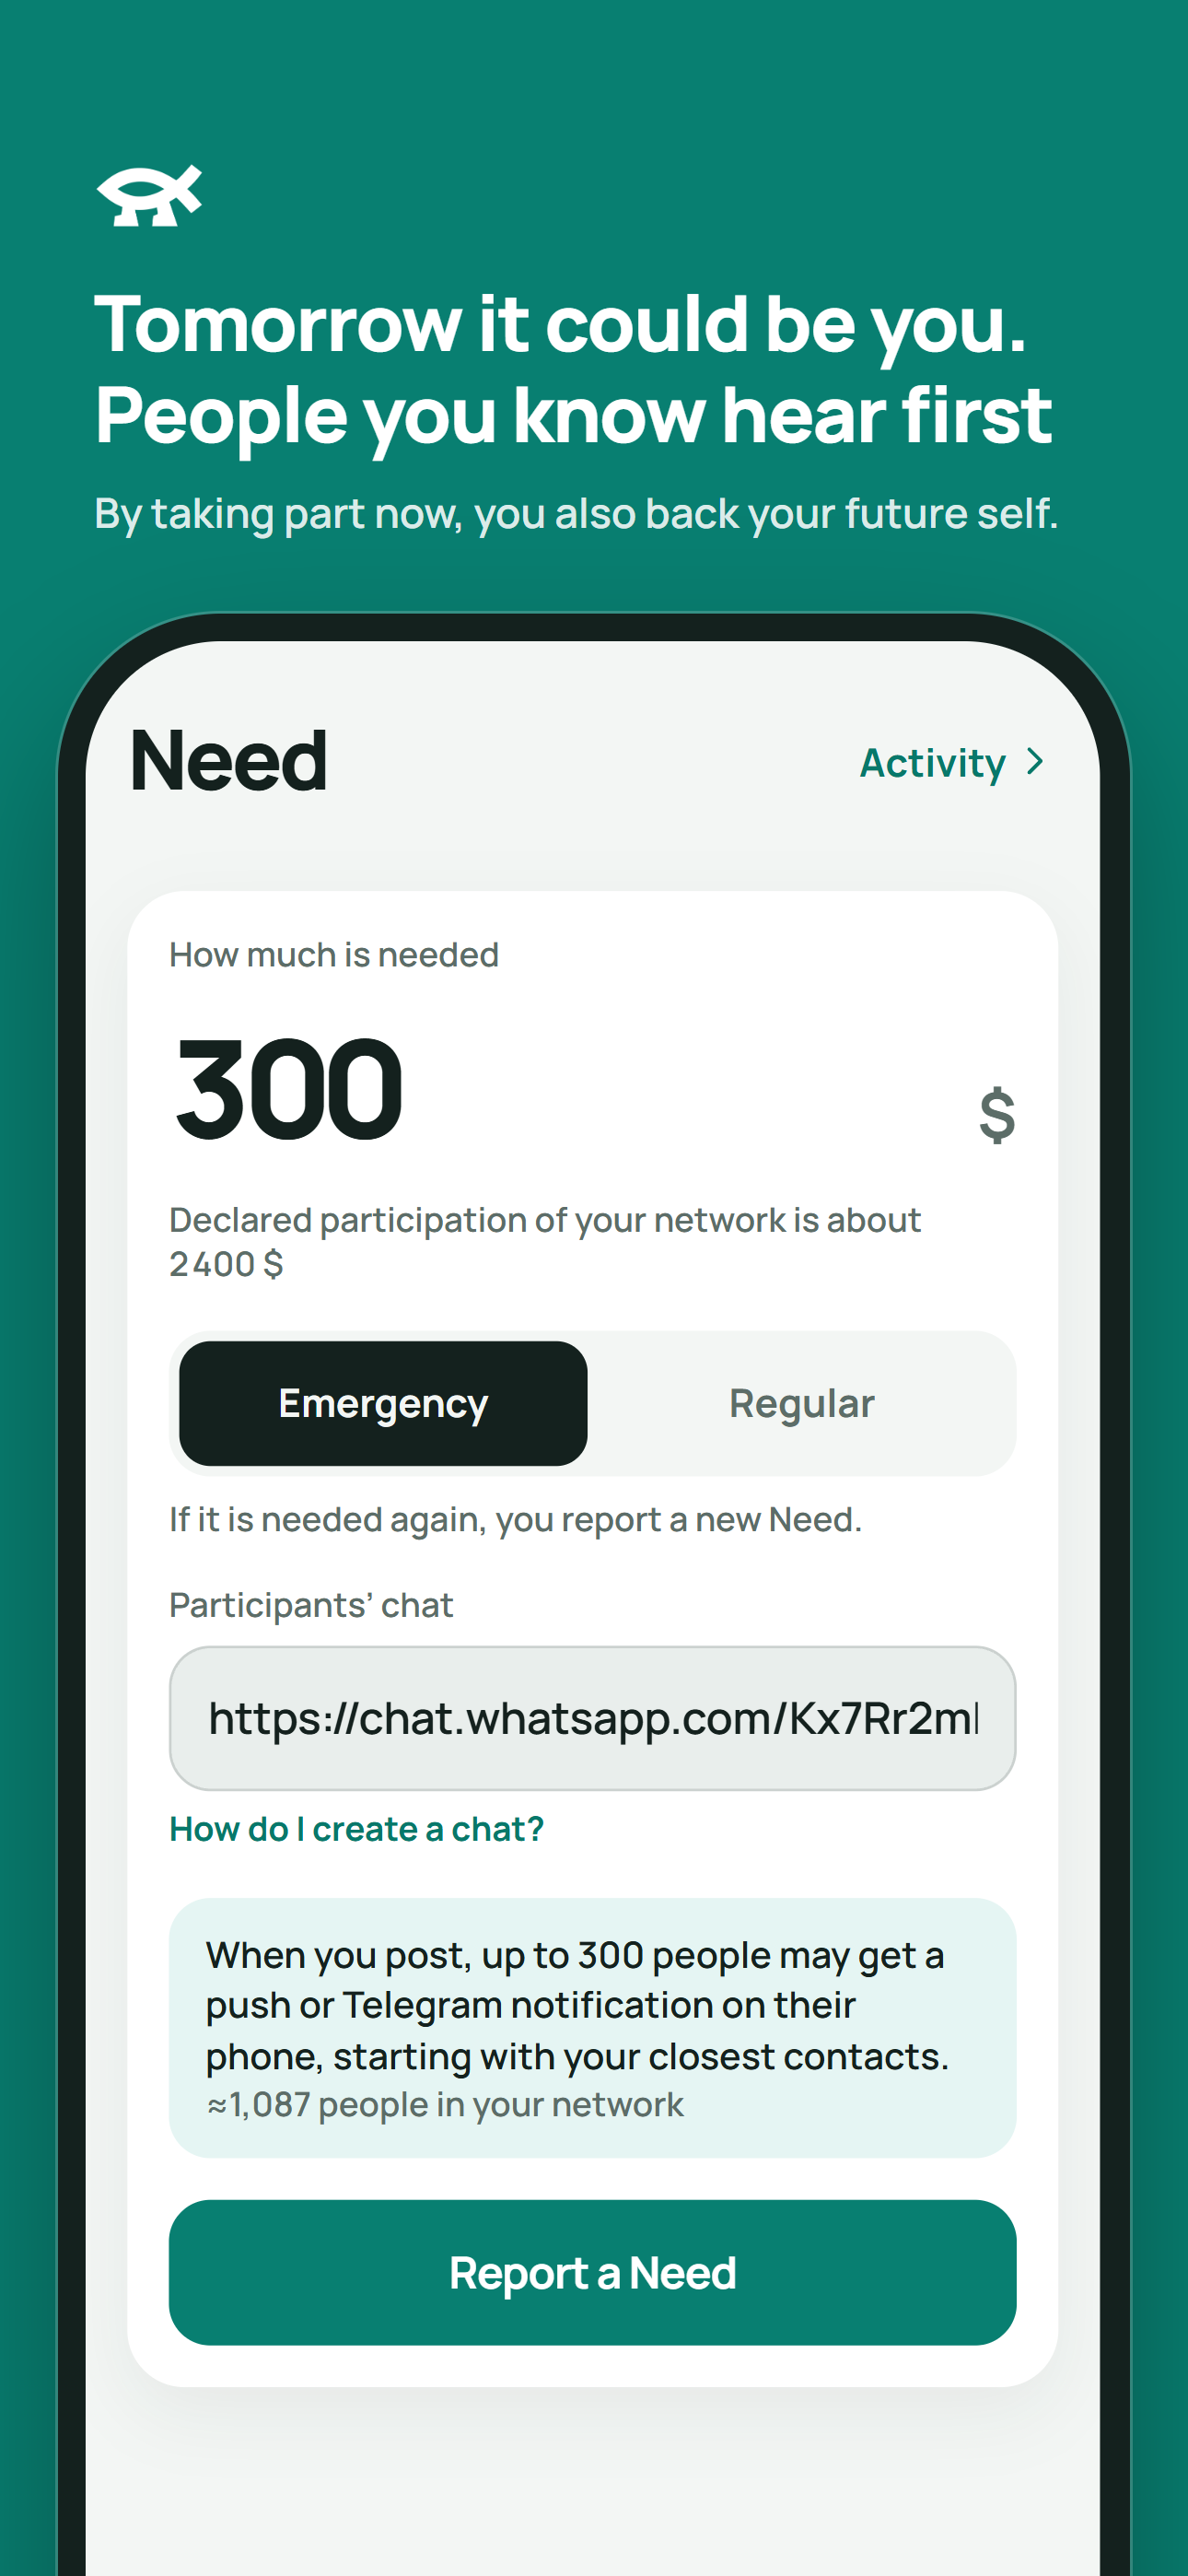 Tomorrow it could be you.
People you know hear first
By taking part now, you also back your future self.
Need
Activity
How much is needed
300
$
Declared participation of your network is about
2 400 $
Emergency
Regular
If it is needed again, you report a new Need.
Participants’ chat
https://chat.whatsapp.com/Kx7Rr2m
How do I create a chat?
When you post, up to 300 people may get a
push or Telegram notification on their
phone, starting with your closest contacts.
≈1,087 people in your network
Report a Need